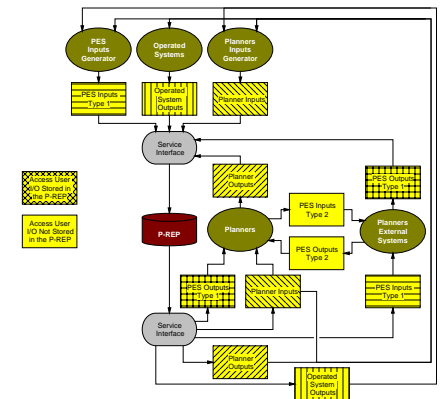 PES
Inputs
Generator
Operated
Systems
Planners
Inputs
Generator
PES Inputs
Type 1
Operated
System
Outputs
Planner Inputs
Service
Interface
Access User
I/O Stored in
the P-REP
Access User
I/O Not Stored
in the P-REP
Planner
Outputs
PES Outputs
Type 1
PES Inputs
Type 2
P-REP
Planners
Planners
External
Systems
PES Outputs
Type 2
PES Outputs
Type 1
Planner Inputs
PES Inputs
Type 1
Service
Interface
Planner
Outputs
Operated
System
Outputs